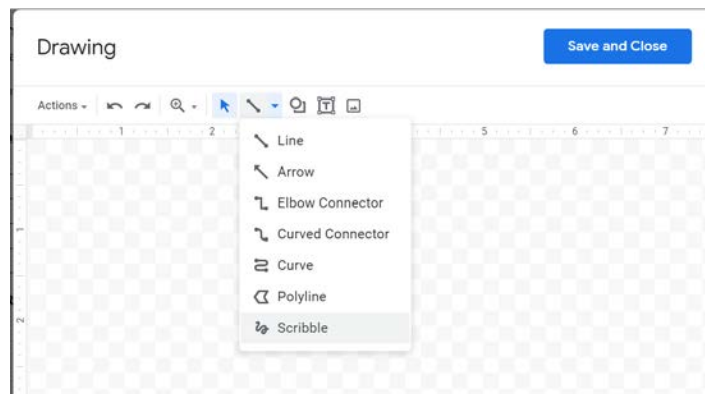 Drawing
Save and Close
Actions
1 2 5 6 7
Line
Arrow
Elbow Connector
Curved Connector
Curve
Polyline
Scribble
1
2